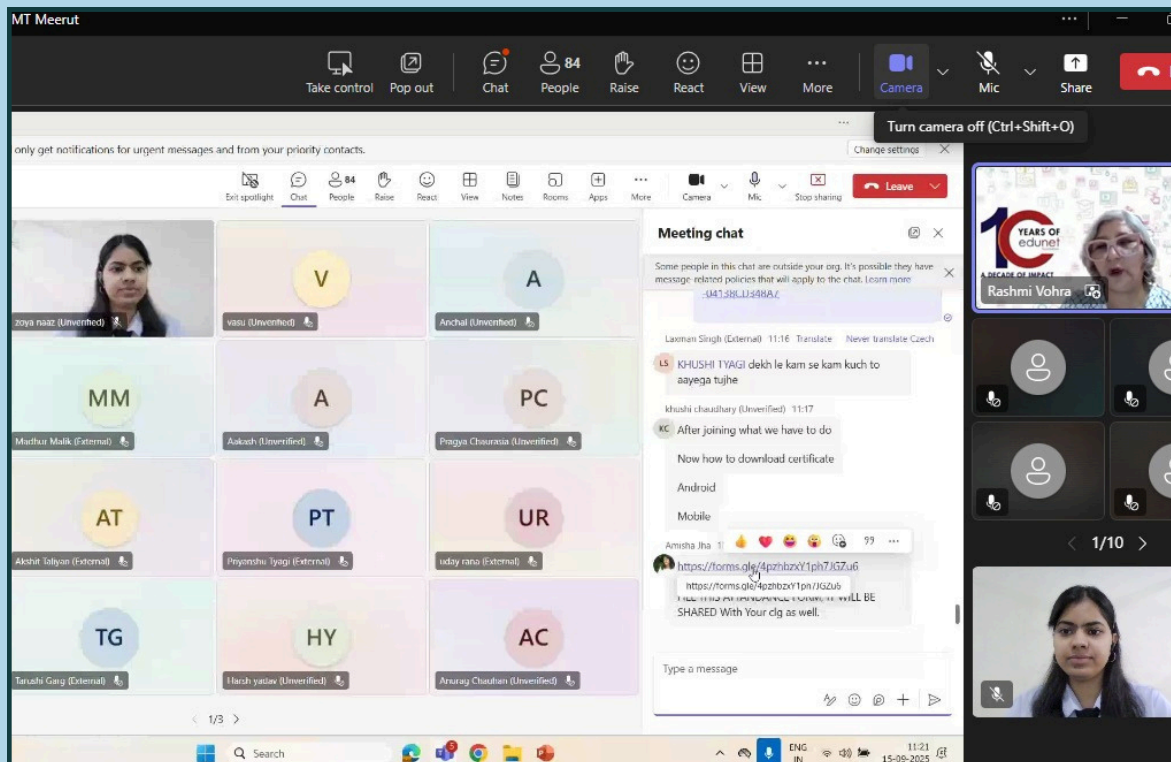 MT Meerut
Take control
Pop out
Chat
84
People
Raise
React
View
More
Camera
Mic
Share
Turn camera off (Ctrl+Shift+O)
only get notifications for urgent messages and from your priority contacts.
Change settings
Exit spotlight
Chat
84
People
Raise
React
View
Notes
Rooms
Apps
More
Camera
Mic
Stop sharing
Leave
zoya naaz (Unverified)
V
vasu (Unverified)
A
Anchal (Unverified)
MM
Madhur Malik (External)
A
Aakash (Unverified)
PC
Pragya Chaurasia (Unverified)
AT
Akshit Taliyan (External)
PT
Priyanshu Tyagi (External)
UR
uday rana (External)
TG
Tarushi Garg (External)
HY
Harsh yadav (Unverified)
AC
Anurag Chauhan (Unverified)
1/3
Meeting chat
Some people in this chat are outside your org. It's possible they have
message-related policies that will apply to the chat. Learn more
-04138CD348A7
Laxman Singh (External) 11:16 Translate Never translate Czech
LS
KHUSHI TYAGI dekh le kam se kam kuch to
aayega tujhe
khushi chaudhary (Unverified) 11:17
KC
After joining what we have to do
Now how to download certificate
Android
Mobile
Amisha Jha
https://forms.gle/4pzhbzxY1ph7JGZu6
https://forms.gle/4pzhbzxY1ph7JGZu6
FILL THIS ATTANDANCE FORM, IT WILL BE
SHARED With Your clg as well.
Type a message
10 YEARS OF
edunet
A DECADE OF IMPACT
Rashmi Vohra
1/10
Search
5
ENG
IN
11:21
15-09-2025